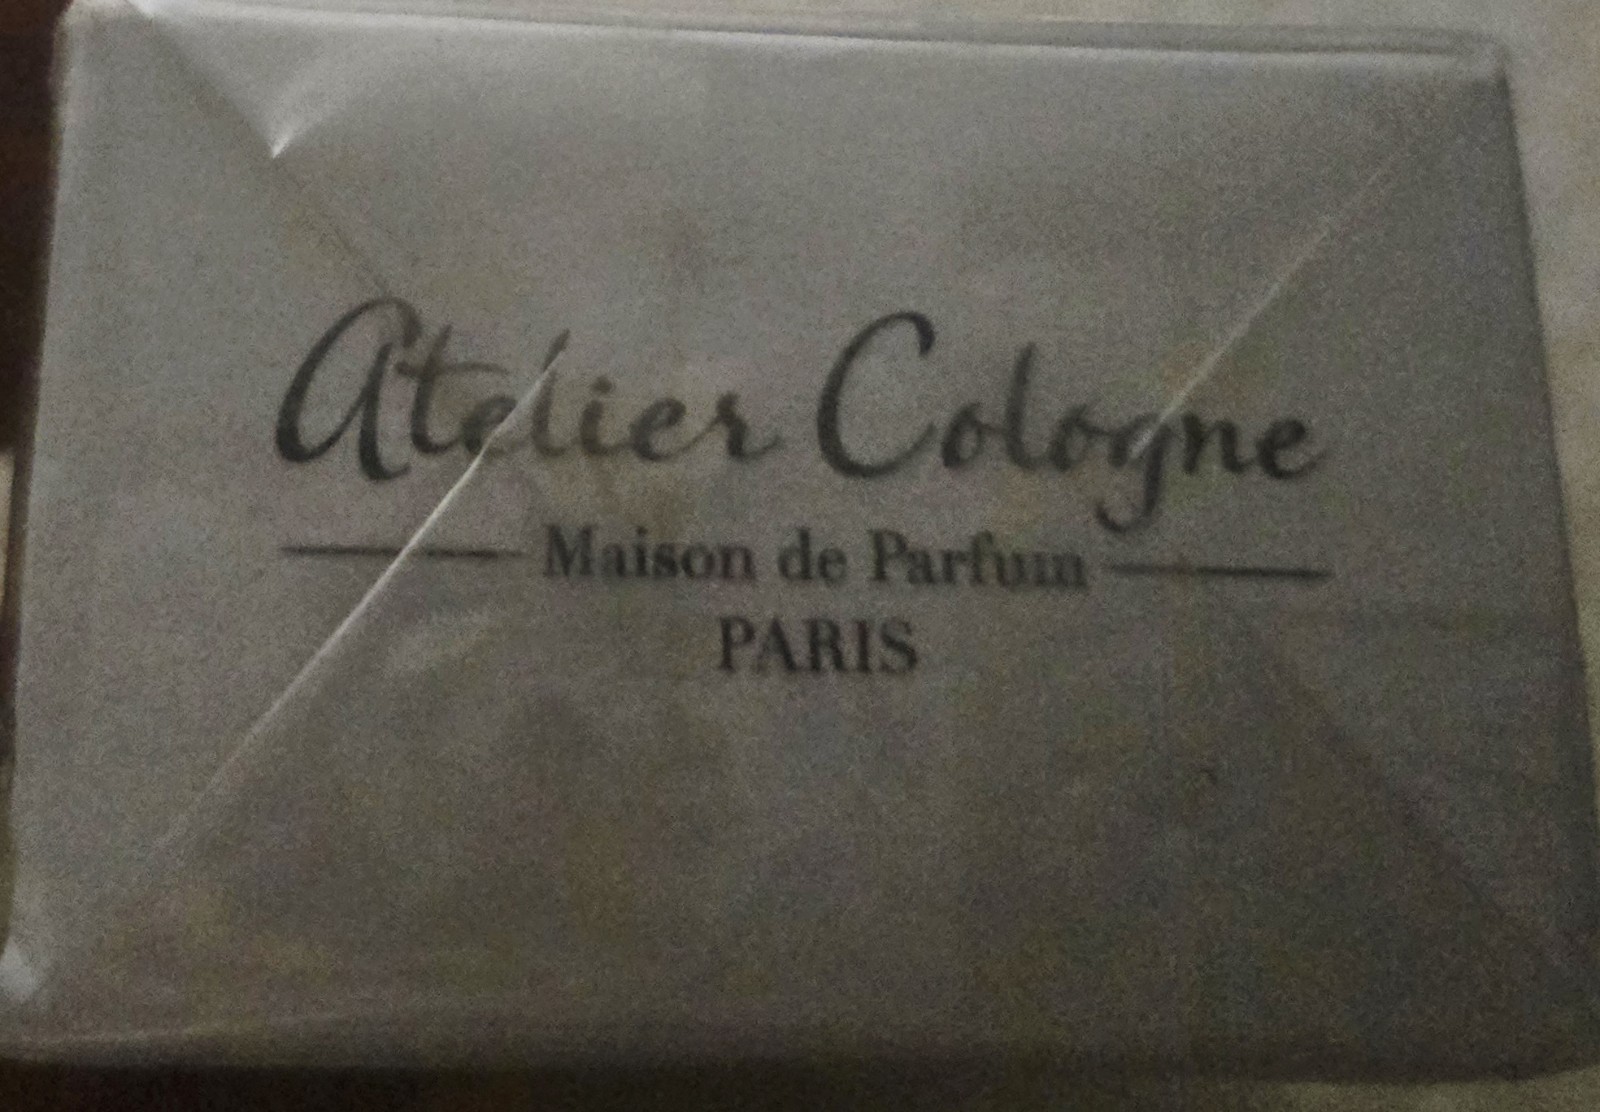 Atelier Cologne
Maison de Parfum
PARIS